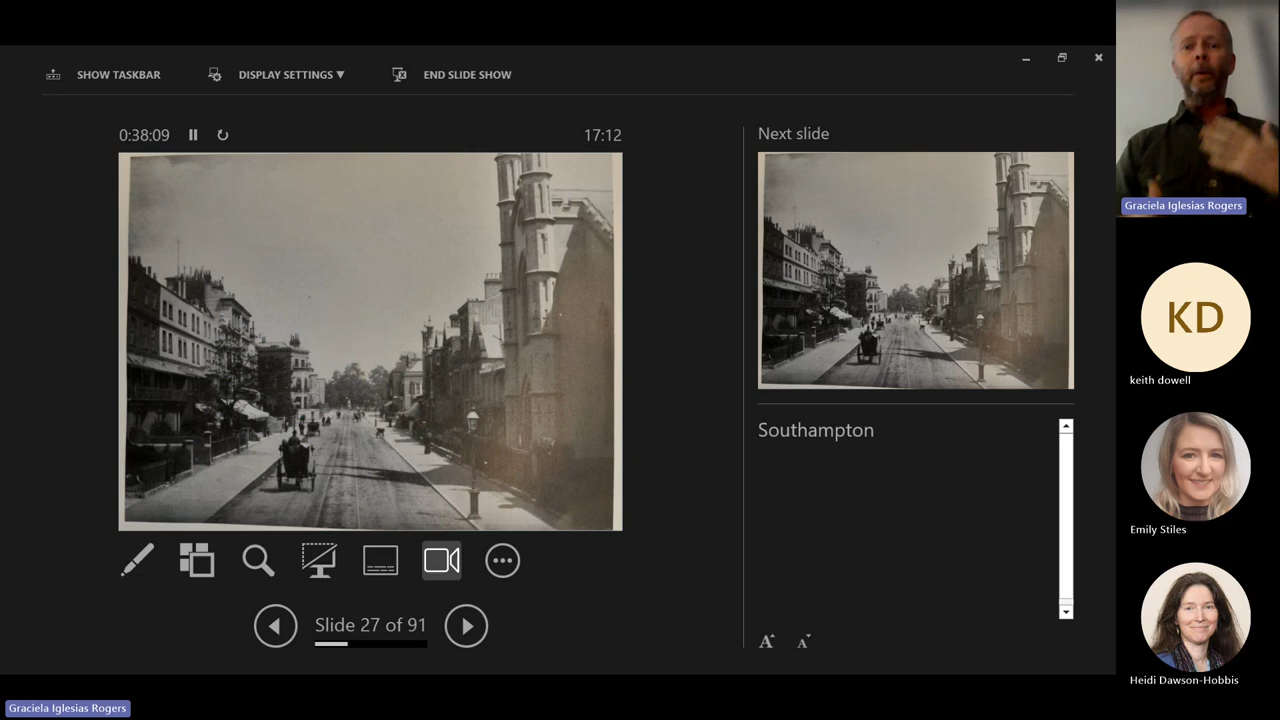 SHOW TASKBAR
DISPLAY SETTINGS ▼
END SLIDE SHOW
0:38:09
17:12
Next slide
Southampton
Slide 27 of 91
A A
Graciela Iglesias Rogers
KD
keith dowell
Emily Stiles
Heidi Dawson-Hobbis
Graciela Iglesias Rogers